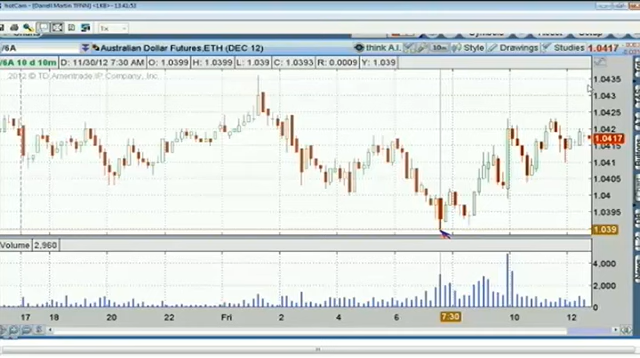 /6A
Australian Dollar Futures,ETH (DEC 12)
think A.I.
10m
Style
Drawings
Studies
1.0417
/6A 10 d 10m
D: 11/30/12 7:30 AM
O: 1.039
H: 1.0399
L: 1.039
C: 1.0393
R: 0.0009
Y: 1.039
2012 © TD Ameritrade IP Company, Inc.
1.0435
1.043
1.0425
1.042
1.0417
1.0415
1.041
1.0405
1.04
1.0395
1.039
Volume 2,960
4,000
2,000
0
17 18 20 22 Fri 2 4 6 7:30 10 12